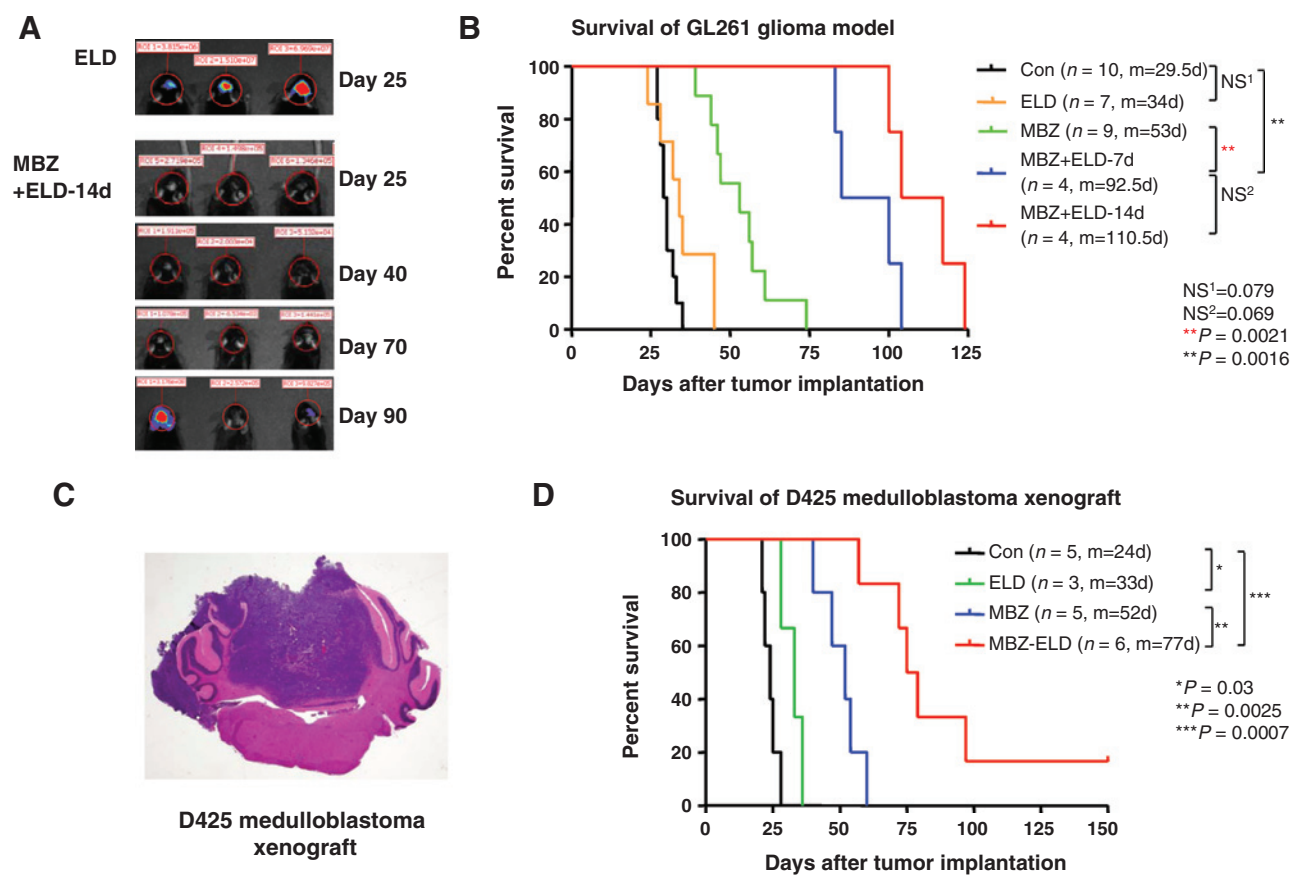 A
ELD
Day 25
MBZ
+ELD-14d
Day 25
Day 40
Day 70
Day 90
B
Survival of GL261 glioma model
Percent survival
100
80
60
40
20
0
0
25
50
75
100
125
Days after tumor implantation
Con (n = 10, m=29.5d)
ELD (n = 7, m=34d)
MBZ (n = 9, m=53d)
MBZ+ELD-7d
(n = 4, m=92.5d)
MBZ+ELD-14d
(n = 4, m=110.5d)
NS¹
**
**
NS²
NS¹=0.079
NS²=0.069
**P = 0.0021
**P = 0.0016
C
D425 medulloblastoma
xenograft
D
Survival of D425 medulloblastoma xenograft
Percent survival
100
80
60
40
20
0
0
25
50
75
100
150
Days after tumor implantation
Con (n = 5, m=24d)
ELD (n = 3, m=33d)
MBZ (n = 5, m=52d)
MBZ-ELD (n = 6, m=77d)
*
**
***
*P = 0.03
**P = 0.0025
***P = 0.0007